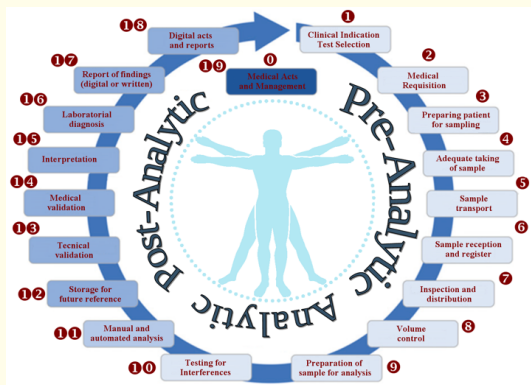 1
Clinical Indication
Test Selection
2
Medical
Requisition
3
Preparing patient
for sampling
4
Adequate taking
of sample
5
Sample
transport
6
Sample reception
and register
7
Inspection and
distribution
8
Volume
control
9
Preparation of
sample for analysis
10
Testing for
Interferences
11
Manual and
automated analysis
12
Storage for
future reference
13
Tecnical
validation
14
Medical
validation
15
Interpretation
16
Laboratorial
diagnosis
17
Report of findings
(digital or written)
18
Digital acts
and reports
19
0
Medical Acts
and Management
Pre-Analytic
Analytic
Post-Analytic